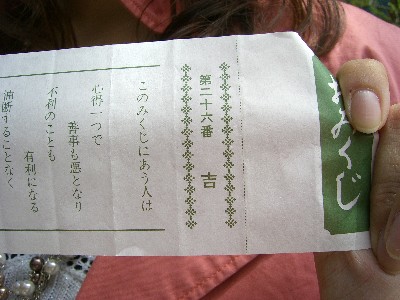 おみくじ
第二十六番　吉
このみくじにあう人は
心得一つで
善事も悪となり
不利のことも
有利になる
油断することなく